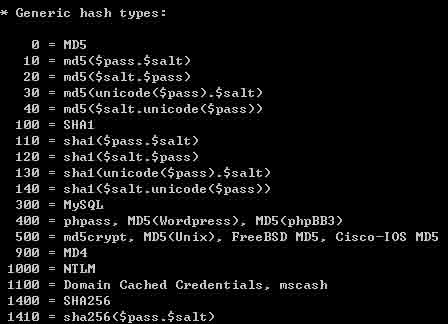 * Generic hash types:
0 = MD5
10 = md5($pass.$salt)
20 = md5($salt.$pass)
30 = md5(unicode($pass).$salt)
40 = md5($salt.unicode($pass))
100 = SHA1
110 = sha1($pass.$salt)
120 = sha1($salt.$pass)
130 = sha1(unicode($pass).$salt)
140 = sha1($salt.unicode($pass))
300 = MySQL
400 = phpass, MD5(Wordpress), MD5(phpBB3)
500 = md5crypt, MD5(Unix), FreeBSD MD5, Cisco-IOS MD5
900 = MD4
1000 = NTLM
1100 = Domain Cached Credentials, mscash
1400 = SHA256
1410 = sha256($pass.$salt)